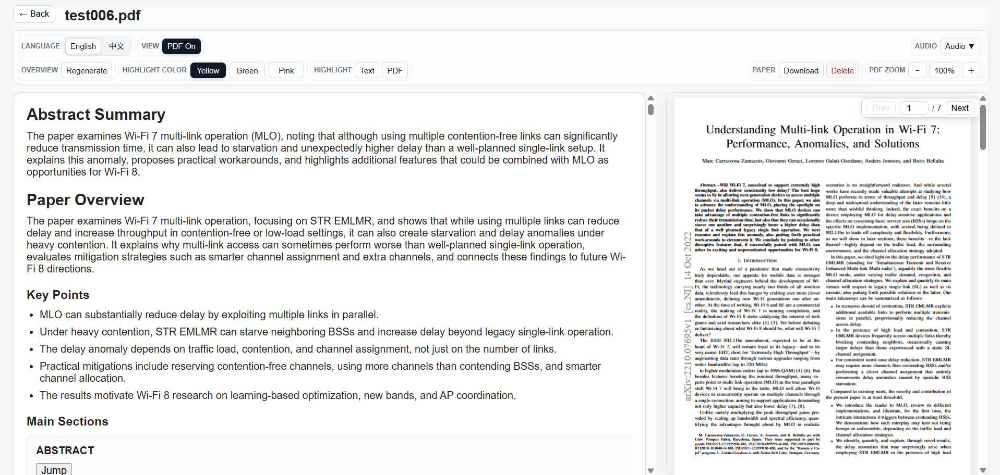 ← Back
test006.pdf
LANGUAGE English 中文 VIEW PDF On AUDIO Audio ▼
OVERVIEW Regenerate HIGHLIGHT COLOR Yellow Green Pink HIGHLIGHT Text PDF PAPER Download Delete PDF ZOOM − 100% +
Abstract Summary
The paper examines Wi-Fi 7 multi-link operation (MLO), noting that although using multiple contention-free links can significantly
reduce transmission time, it can also lead to starvation and unexpectedly higher delay than a well-planned single-link setup. It
explains this anomaly, proposes practical workarounds, and highlights additional features that could be combined with MLO as
opportunities for Wi-Fi 8.
Paper Overview
The paper examines Wi-Fi 7 multi-link operation, focusing on STR EMLMR, and shows that while using multiple links can reduce
delay and increase throughput in contention-free or low-load settings, it can also create starvation and delay anomalies under
heavy contention. It explains why multi-link access can sometimes perform worse than well-planned single-link operation,
evaluates mitigation strategies such as smarter channel assignment and extra channels, and connects these findings to future Wi-
Fi 8 directions.
Key Points
• MLO can substantially reduce delay by exploiting multiple links in parallel.
• Under heavy contention, STR EMLMR can starve neighboring BSSs and increase delay beyond legacy single-link operation.
• The delay anomaly depends on traffic load, contention, and channel assignment, not just on the number of links.
• Practical mitigations include reserving contention-free channels, using more channels than contending BSSs, and smarter
channel allocation.
• The results motivate Wi-Fi 8 research on learning-based optimization, new bands, and AP coordination.
Main Sections
ABSTRACT
Jump
Prev 1 / 7 Next
Understanding Multi-link Operation in Wi-Fi 7:
Performance, Anomalies, and Solutions
Marc Carrascosa-Zamacois, Giovanni Geraci, Lorenzo Galati-Giordano, Anders Jonsson, and Boris Bellalta
arXiv:2210.07695v1 [cs.NI] 14 Oct 2022
Abstract—Will Wi-Fi 7, conceived to support extremely high
throughput, also deliver consistently low delay? The best hope
seems to lie in allowing next-generation devices to access multiple
channels via multi-link operation (MLO). In this paper, we aim
to advance the understanding of MLO, placing the spotlight on
its packet delay performance. We show that MLO devices can
take advantage of multiple contention-free links to significantly
reduce their transmission time, but also that they can occasionally
starve one another and surprisingly incur a higher delay than
that of a well planned legacy single link operation. We next
examine and explain this anomaly, also putting forth practical
workarounds to circumvent it. We conclude by pointing to other
disruptive features that, if successfully paired with MLO, can
usher in exciting and unprecedented opportunities for Wi-Fi 8.
I. INTRODUCTION
As we head out of a pandemic that made connectivity
truly dependable, our appetite for mobile data is stronger
than ever. Myriad engineers behind the development of Wi-
Fi, the technology carrying nearly two thirds of all wireless
data, relentlessly feed this hunger by crafting ever more clever
amendments, defining new Wi-Fi generations one after an-
other. At the time of writing, Wi-Fi 6 and 6E are a commercial
reality, the making of Wi-Fi 7 is nearing completion, and
the definition of Wi-Fi 8 starts catalyzing the interest of tech
giants and avid researchers alike [1]–[3]. Yet before debating
or fantasizing about what Wi-Fi 8 should be, what will Wi-Fi 7
deliver?
The IEEE 802.11be amendment, expected to be at the
heart of Wi-Fi 7, will remain loyal to its legacy—and to its
very name: EHT, short for 'Extremely High Throughput'—by
augmenting data rates through various upgrades ranging from
wider bandwidths (up to 320 MHz)
to higher modulation orders (up to 4096-QAM) [4]–[6]. But
besides features boosting the nominal throughput, many ex-
perts point to multi-link operation (MLO) as the true paradigm
shift Wi-Fi 7 will bring to the table. MLO will allow Wi-Fi
devices to concurrently operate on multiple channels through
a single connection, aiming to support applications demanding
not only higher capacity but also lower delay [7], [8].
Unlike merely multiplying the peak throughput gains pro-
vided by scaling up bandwidth and spectral efficiency, quan-
tifying the advantages brought about by MLO in realistic
M. Carrascosa-Zamacois, G. Geraci, A. Jonsson, and B. Bellalta are with
Univ. Pompeu Fabra, Barcelona, Spain. They were supported in part by
grants PID2021-123995NB-I00, PGC2018-099959-B-I00, PRE2019-088690,
RTI2018-101040-A-I00, PID2021-123999OB-I00, and by the "Ramón y Ca-
jal" program. L. Galati-Giordano is with Nokia Bell Labs, Stuttgart, Germany.
scenarios is no straightforward endeavor. And while several
works have recently made valuable attempts at studying how
MLO performs in terms of throughput and delay [9]–[14], a
deep and widespread understanding of the latter remains little
more than wishful thinking. Indeed, the exact benefits on a
device employing MLO for delay-sensitive applications and
the effects on coexisting basic service sets (BSSs) hinge on the
specific MLO implementation, with several being defined in
802.11be to trade off complexity and flexibility. Furthermore,
as we will show in later sections, these benefits—or the lack
thereof—highly depend on the traffic load, the surrounding
environment, and the channel allocation strategy adopted.
In this paper, we shed light on the delay performance of STR
EMLMR (standing for 'Simultaneous Transmit and Receive
Enhanced Multi-link Multi-radio'), arguably the most flexible
MLO mode, under varying traffic demand, congestion, and
channel allocation strategies. We explain and quantify its main
virtues with respect to legacy single-link (SL) as well as its
caveats, also putting forth possible solutions to the latter. Our
main takeaways can be summarized as follows:
• In scenarios devoid of contention, STR EMLMR exploits
additional available links to perform multiple transmis-
sions in parallel, proportionally reducing the channel
access delay.
• In the presence of high load and contention, STR
EMLMR devices frequently access multiple links thereby
blocking contending neighbors, occasionally causing
larger delays than those experienced with a static SL
channel assignment.
• For consistent worst-case delay reduction, STR EMLMR
may require more channels than contending BSSs and/or
performing a clever channel assignment that entirely
circumvents delay anomalies caused by sporadic BSS
starvation.
Compared to existing work, the novelty and contribution of
the present paper is at least threefold:
• We introduce the reader to MLO, review its different
implementations, and illustrate, for the first time, the
intricate interactions it triggers between contending BSSs.
We demonstrate how such interplay may turn out being
benign or unfavorable, depending on the traffic load and
channel allocation strategies.
• We identify, quantify, and explain, through novel results,
the delay anomalies that may surprisingly arise when
employing STR EMLMR in the presence of high load